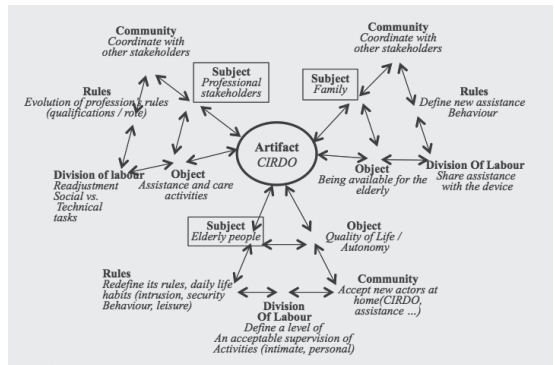 Community
Coordinate with
other stakeholders
Subject
Professional
stakeholders
Rules
Evolution of profession's rules
(qualifications / role)
Division of labour
Readjustment
Social vs.
Technical
tasks
Object
Assistance and care
activities
Artifact
CIRDO
Community
Coordinate with
other stakeholders
Subject
Family
Rules
Define new assistance
Behaviour
Object
Being available for the
elderly
Division Of Labour
Share assistance
with the device
Subject
Elderly people
Object
Quality of Life /
Autonomy
Rules
Redefine its rules, daily life
habits (intrusion, security
Behaviour, leisure)
Division
Of Labour
Define a level of
An acceptable supervision of
Activities (intimate, personal)
Community
Accept new actors at
home(CIRDO,
assistance ...)